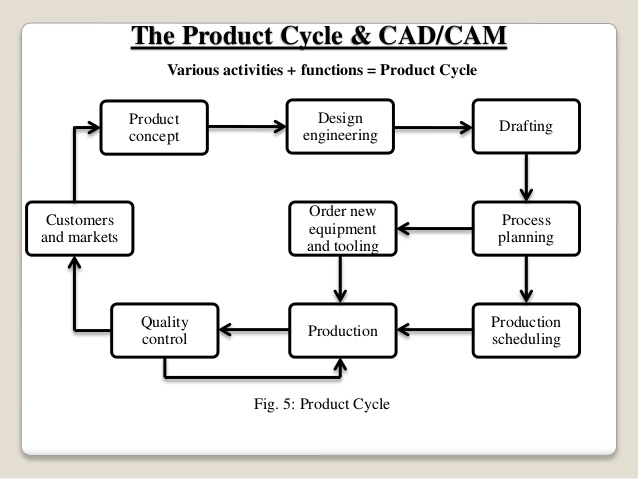 The Product Cycle & CAD/CAM
Various activities + functions = Product Cycle
Product
concept
Design
engineering
Drafting
Customers
and markets
Order new
equipment
and tooling
Process
planning
Quality
control
Production
Production
scheduling
Fig. 5: Product Cycle